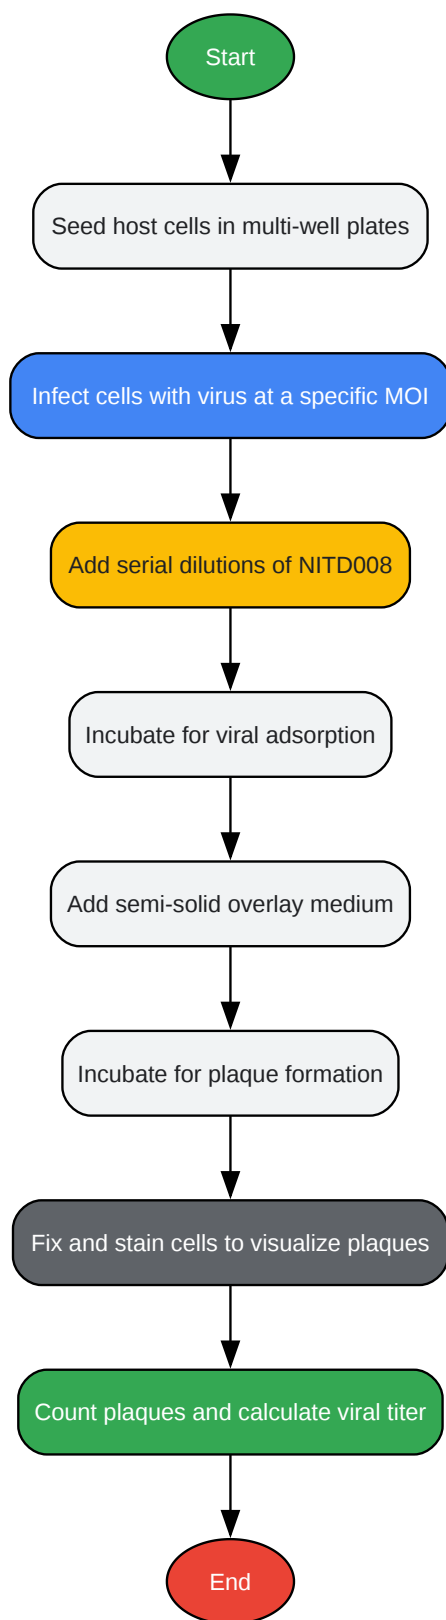 Start
Seed host cells in multi-well plates
Infect cells with virus at a specific MOI
Add serial dilutions of NITD008
Incubate for viral adsorption
Add semi-solid overlay medium
Incubate for plaque formation
Fix and stain cells to visualize plaques
Count plaques and calculate viral titer
End